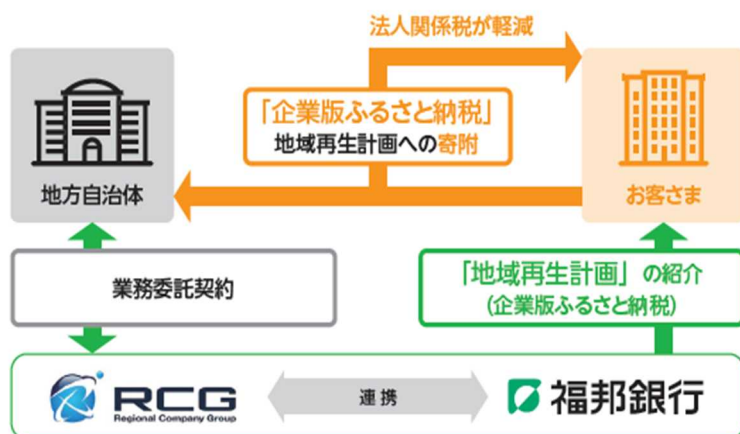 法人関係税が軽減
「企業版ふるさと納税」
地域再生計画への寄附
地方自治体
お客さま
業務委託契約
「地域再生計画」の紹介
(企業版ふるさと納税)
RCG
Regional Company Group
連携
福邦銀行